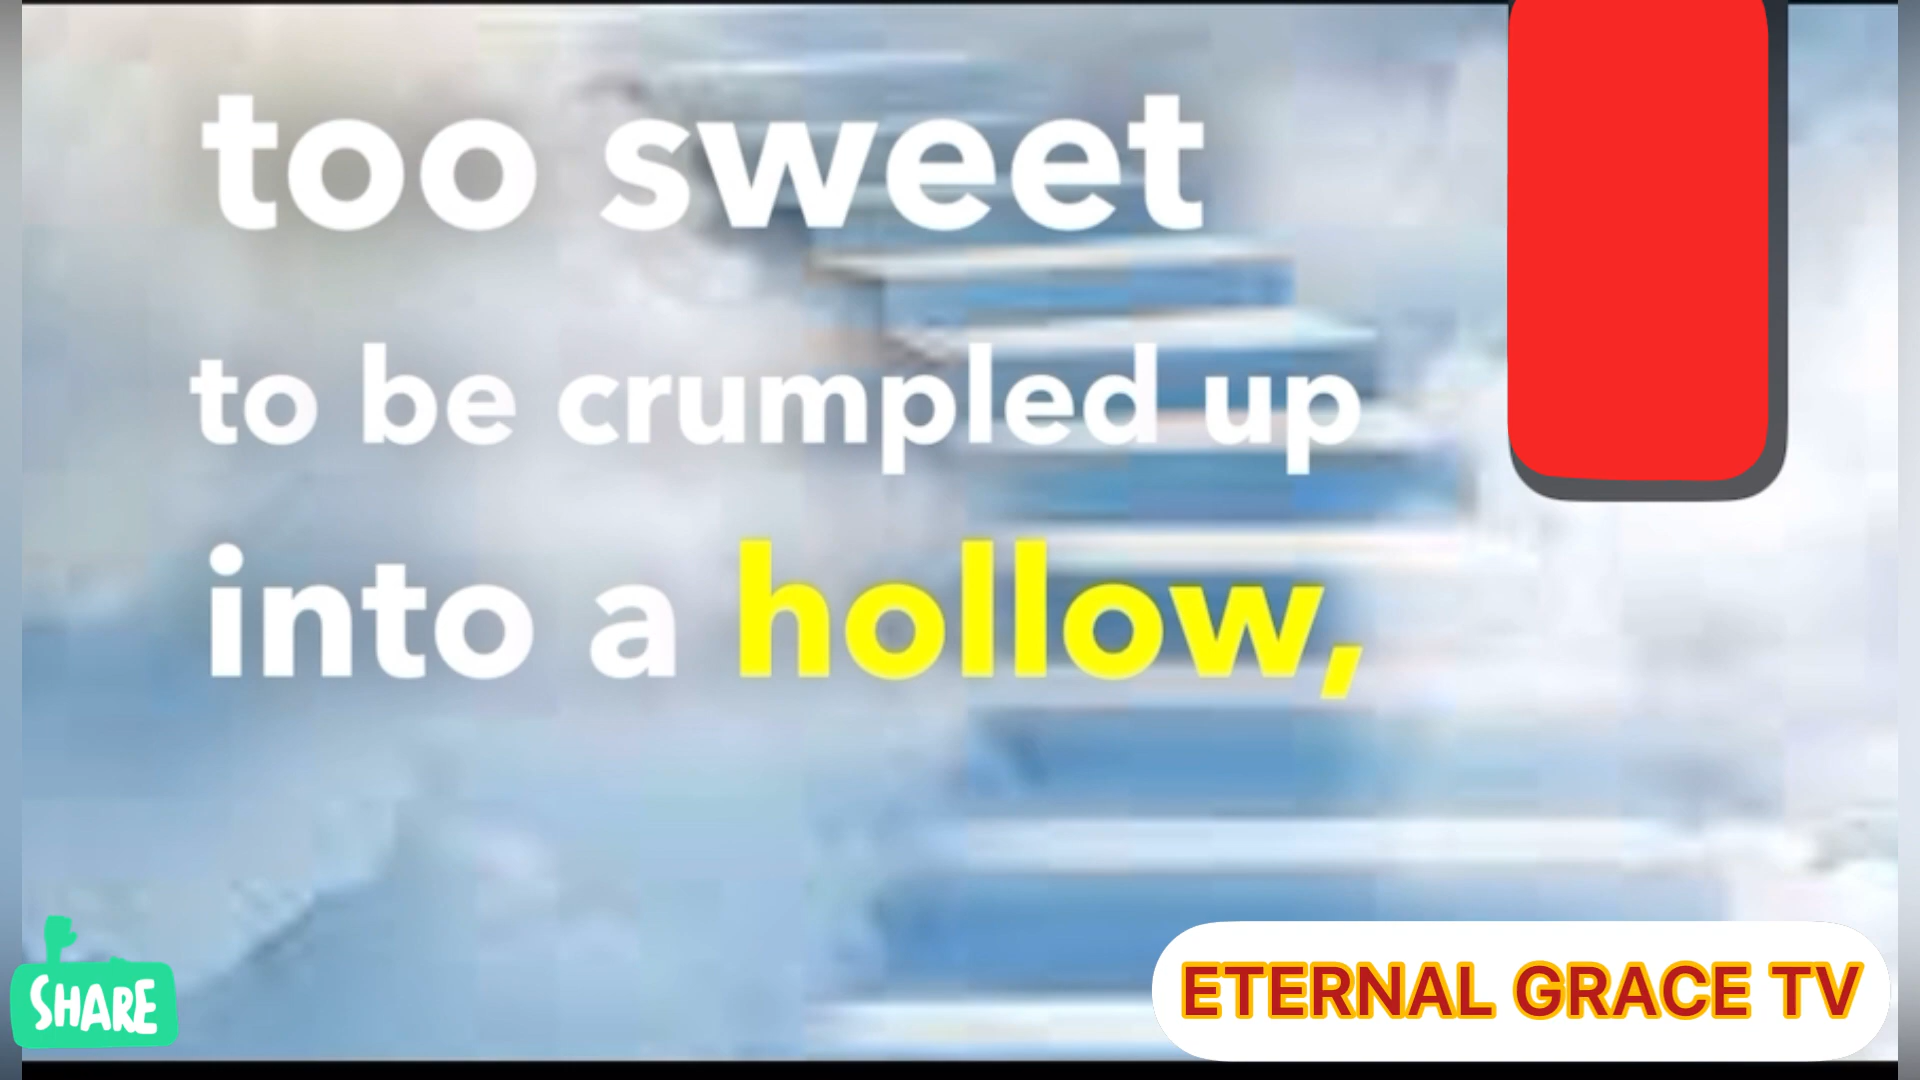 too sweet
to be crumpled up
into a hollow,
SHARE
ETERNAL GRACE TV